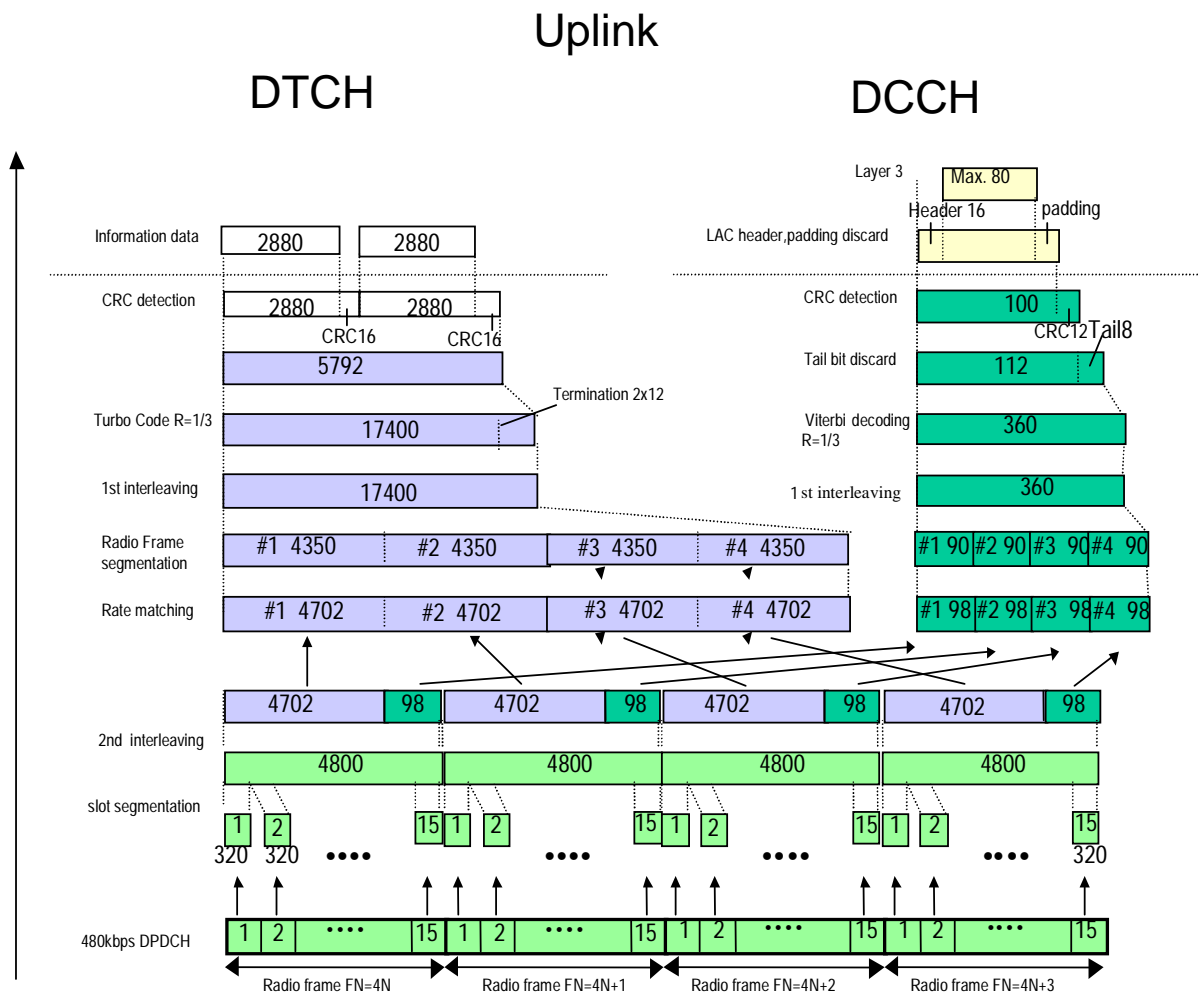 Uplink
DTCH
DCCH
Layer 3
Max. 80
Header 16
padding
Information data
2880
2880
LAC header,padding discard
CRC detection
2880
2880
CRC16
CRC16
CRC detection
100
CRC12
5792
Tail bit discard
112
Tail8
Termination 2x12
Turbo Code R=1/3
17400
Viterbi decoding
R=1/3
360
1st interleaving
17400
1st interleaving
360
Radio Frame
segmentation
#1 4350
#2 4350
#3 4350
#4 4350
#1 90
#2 90
#3 90
#4 90
Rate matching
#1 4702
#2 4702
#3 4702
#4 4702
#1 98
#2 98
#3 98
#4 98
4702
98
4702
98
4702
98
4702
98
2nd interleaving
4800
4800
4800
4800
slot segmentation
1
2
15
1
2
15
1
2
15
1
2
15
320
320
••••
••••
••••
••••
320
480kbps DPDCH
1
2
••••
15
1
2
••••
15
1
2
••••
15
1
2
••••
15
Radio frame FN=4N
Radio frame FN=4N+1
Radio frame FN=4N+2
Radio frame FN=4N+3